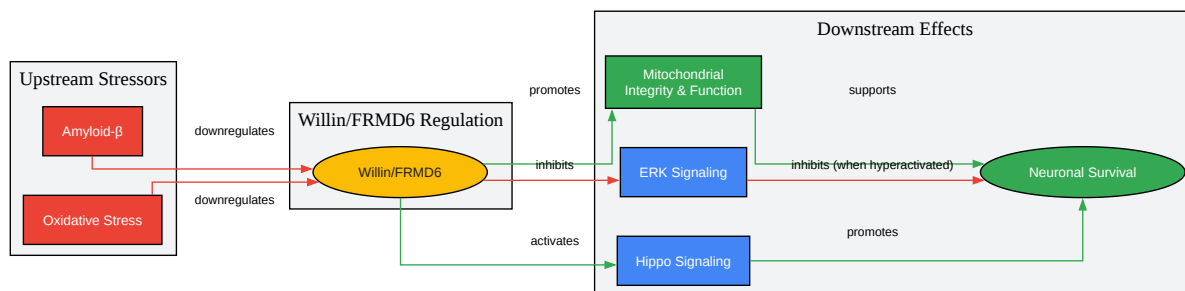 Downstream Effects
Upstream Stressors
Mitochondrial
Integrity & Function
promotes
supports
Willin/FRMD6 Regulation
Amyloid-β
downregulates
inhibits
inhibits (when hyperactivated)
Willin/FRMD6
ERK Signaling
Neuronal Survival
downregulates
Oxidative Stress
activates
promotes
Hippo Signaling